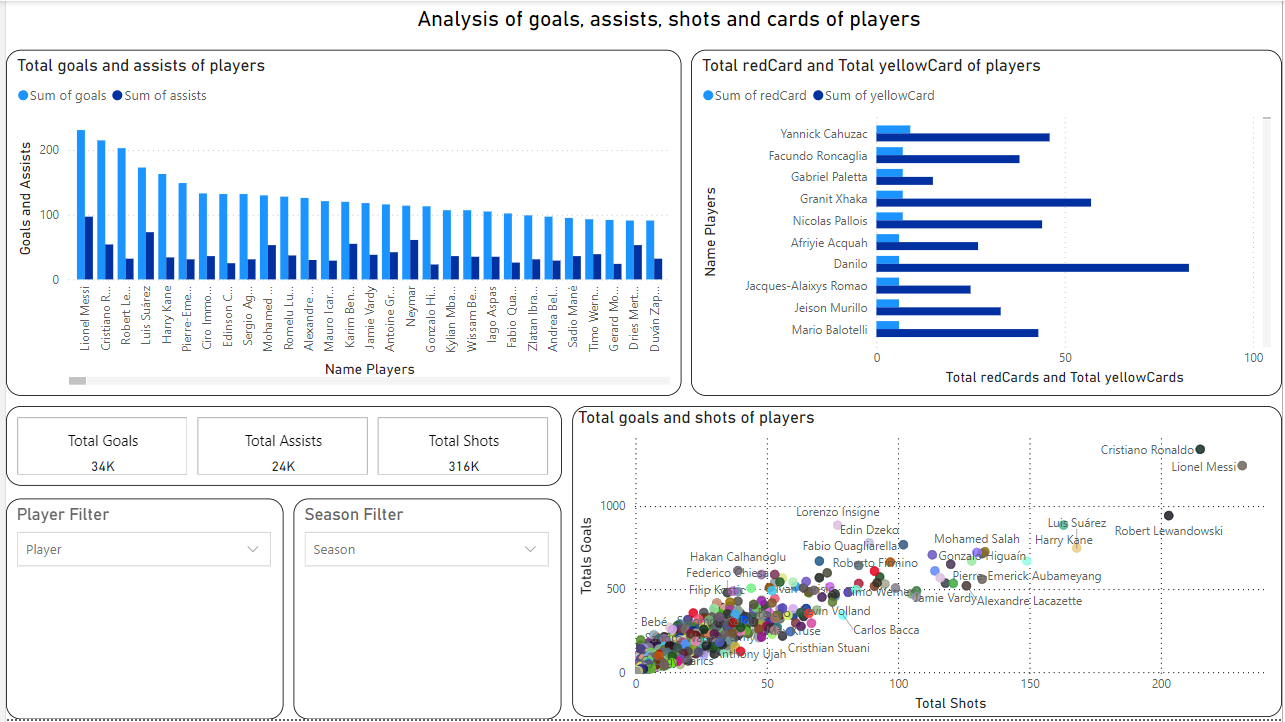 Analysis of goals, assists, shots and cards of players
Total goals and assists of players
Sum of goals Sum of assists
Goals and Assists
200
100
0
Lionel Messi
Cristiano R...
Robert Le...
Luis Suárez
Harry Kane
Pierre-Eme...
Ciro Immo...
Edinson C...
Sergio Ag...
Mohamed ...
Romelu Lu...
Alexandre ...
Mauro Icar...
Karim Ben...
Jamie Vardy
Antoine Gr...
Neymar
Gonzalo Hi...
Kylian Mba...
Wissam Be...
Iago Aspas
Fabio Qua...
Zlatan Ibra...
Andrea Bel...
Sadio Mané
Timo Wern...
Gerard Mo...
Dries Mert...
Duván Zap...
Name Players
Total redCard and Total yellowCard of players
Sum of redCard Sum of yellowCard
Name Players
Yannick Cahuzac
Facundo Roncaglia
Gabriel Paletta
Granit Xhaka
Nicolas Pallois
Afriyie Acquah
Danilo
Jacques-Alaixys Romao
Jeison Murillo
Mario Balotelli
0 50 100
Total redCards and Total yellowCards
Total Goals
34K
Total Assists
24K
Total Shots
316K
Player Filter
Player
Season Filter
Season
Total goals and shots of players
Totals Goals
1000
500
0
Cristiano Ronaldo
Lionel Messi
Lorenzo Insigne
Luis Suárez
Robert Lewandowski
Edin Dzeko
Mohamed Salah
Harry Kane
Fabio Quagliarella
Hakan Calhanoglu
Gonzalo Higuaín
Roberto Firmino
Federico Chiesa
Pierre-Emerick Aubameyang
Filip Kostic
Timo Werner
Jamie Vardy
Alexandre Lacazette
Bebé
Kevin Volland
Carlos Bacca
Kruse
Cristhian Stuani
Anthony Ujah
0 50 100 150 200
Total Shots